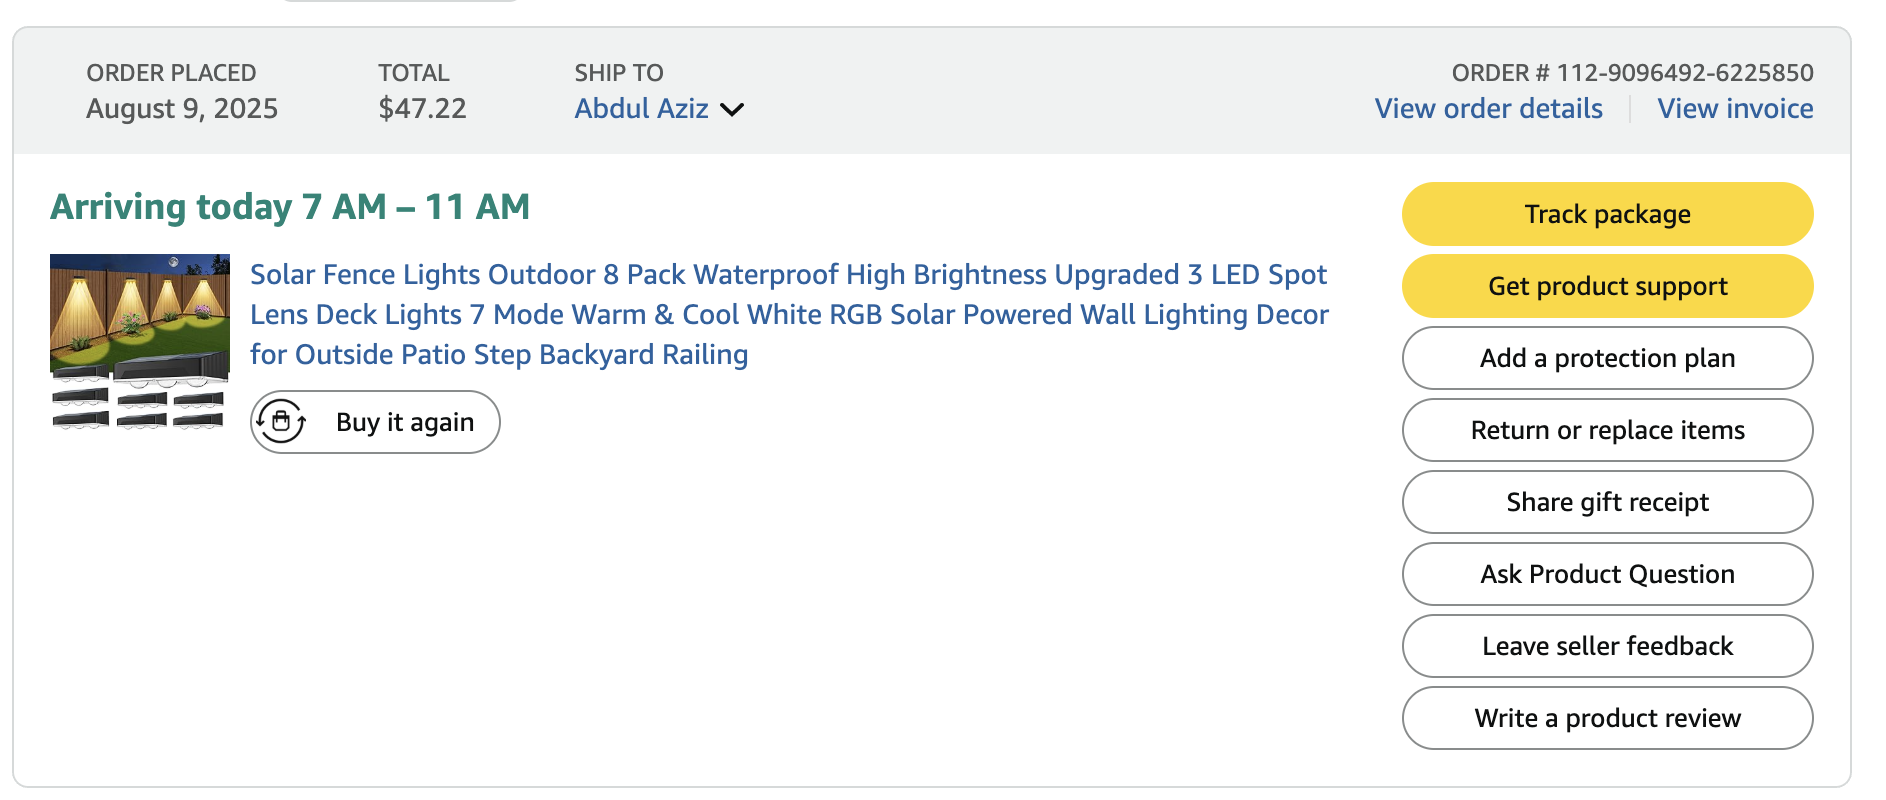 ORDER PLACED
August 9, 2025
TOTAL
$47.22
SHIP TO
Abdul Aziz
ORDER # 112-9096492-6225850
View order details
View invoice
Arriving today 7 AM – 11 AM
Solar Fence Lights Outdoor 8 Pack Waterproof High Brightness Upgraded 3 LED Spot
Lens Deck Lights 7 Mode Warm & Cool White RGB Solar Powered Wall Lighting Decor
for Outside Patio Step Backyard Railing
Buy it again
Track package
Get product support
Add a protection plan
Return or replace items
Share gift receipt
Ask Product Question
Leave seller feedback
Write a product review